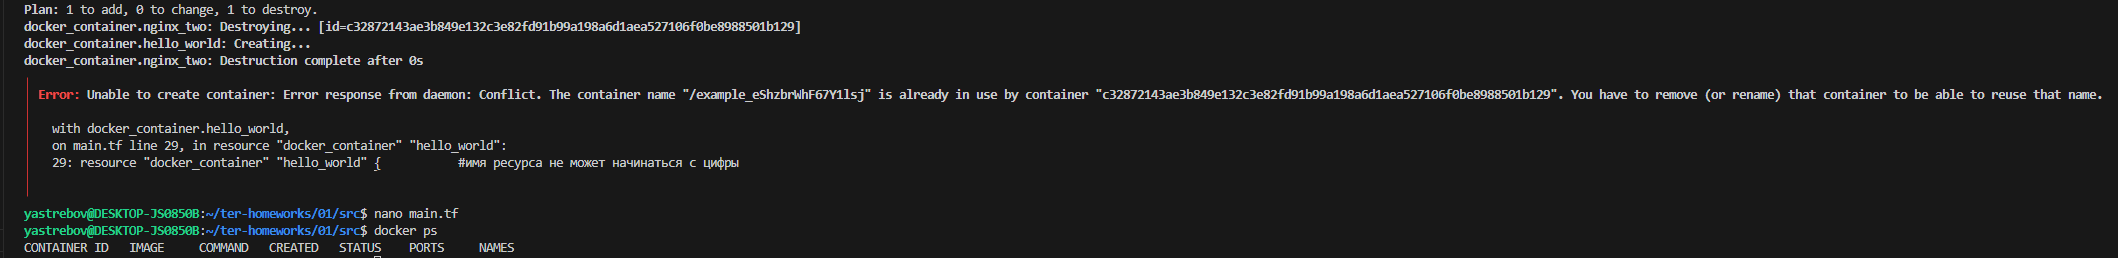 Plan: 1 to add, 0 to change, 1 to destroy.
docker_container.nginx_two: Destroying... [id=c32872143ae3b849e132c3e82fd91b99a198a6d1aea527106f0be8988501b129]
docker_container.hello_world: Creating...
docker_container.nginx_two: Destruction complete after 0s
Error: Unable to create container: Error response from daemon: Conflict. The container name "/example_eShzbrWhF67Y1lsj" is already in use by container "c32872143ae3b849e132c3e82fd91b99a198a6d1aea527106f0be8988501b129". You have to remove (or rename) that container to be able to reuse that name.
with docker_container.hello_world,
on main.tf line 29, in resource "docker_container" "hello_world":
29: resource "docker_container" "hello_world" {           #имя ресурса не может начинаться с цифры
yastrebov@DESKTOP-JS0850B:~/ter-homeworks/01/src$ nano main.tf
yastrebov@DESKTOP-JS0850B:~/ter-homeworks/01/src$ docker ps
CONTAINER ID   IMAGE     COMMAND   CREATED   STATUS    PORTS     NAMES